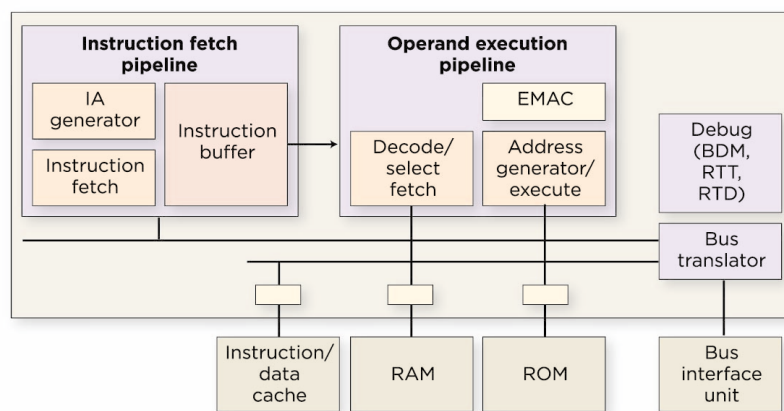 Instruction fetch
pipeline
IA
generator
Instruction
fetch
Instruction
buffer
Operand execution
pipeline
EMAC
Decode/
select
fetch
Address
generator/
execute
Debug
(BDM,
RTT,
RTD)
Bus
translator
Instruction/
data
cache
RAM
ROM
Bus
interface
unit